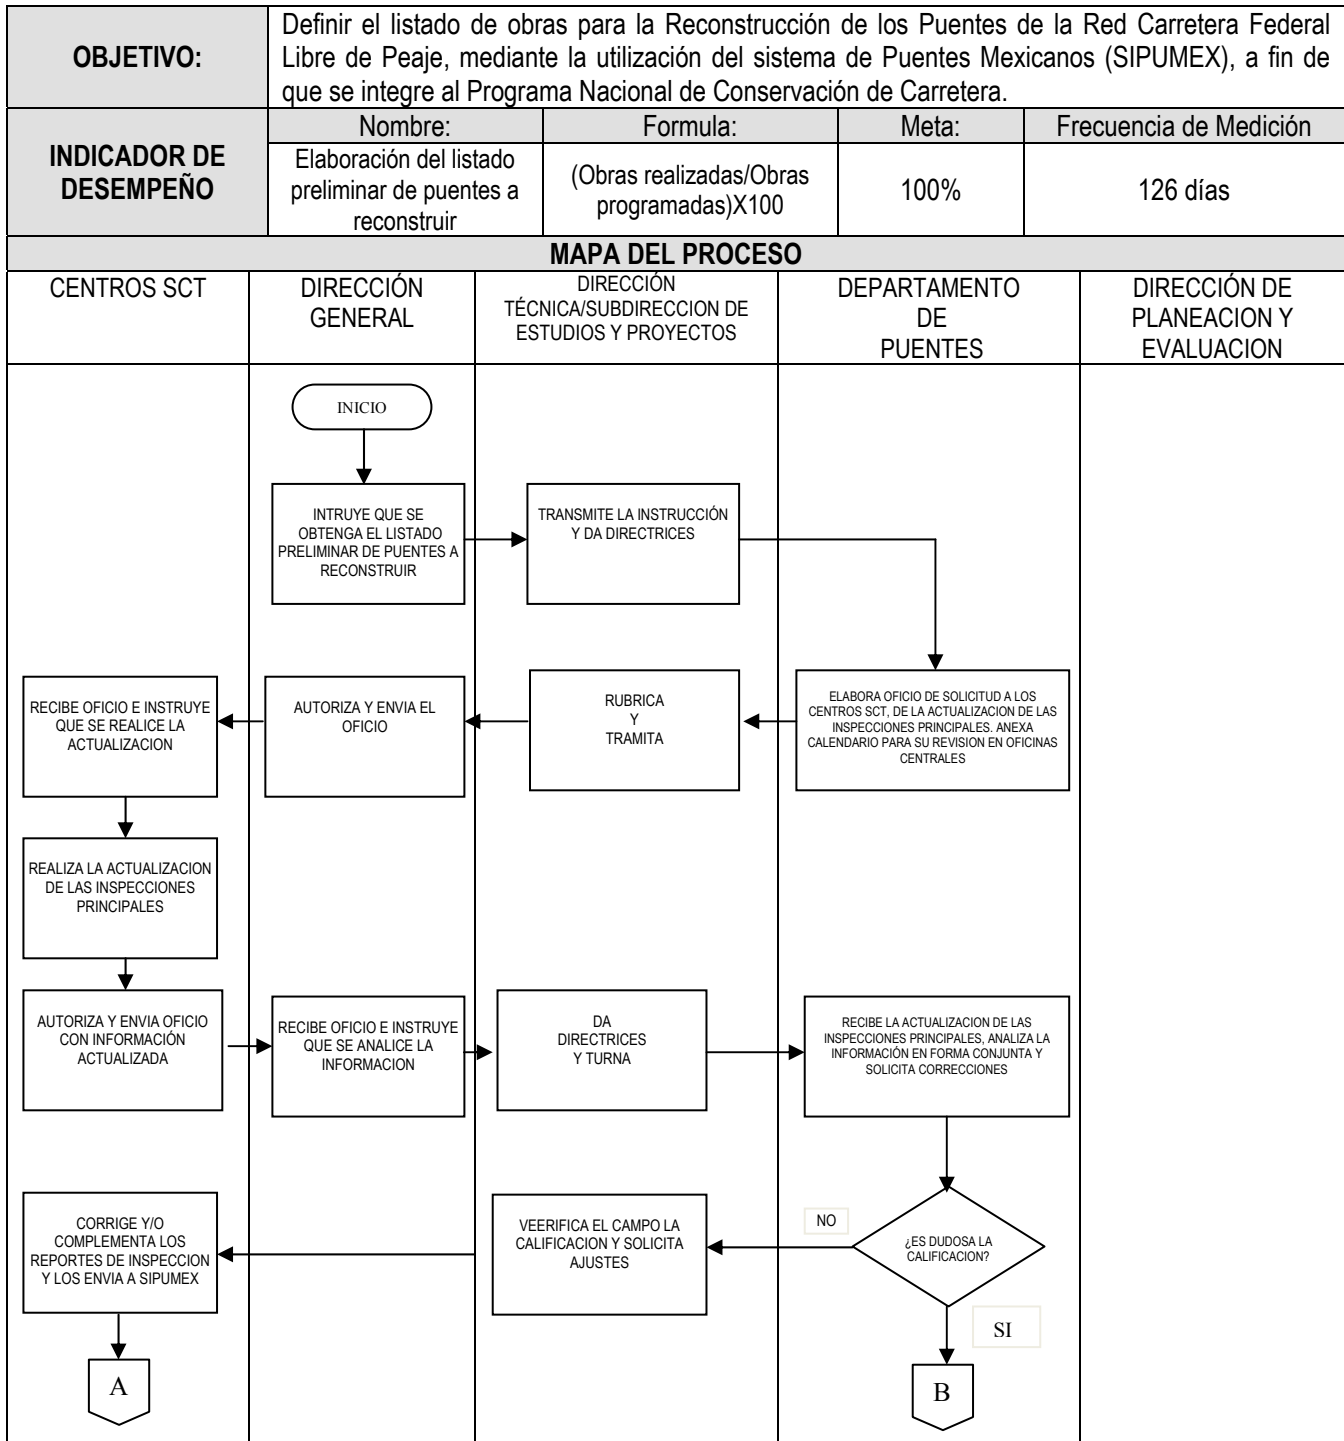 OBJETIVO:
Definir el listado de obras para la Reconstrucción de los Puentes de la Red Carretera Federal
Libre de Peaje, mediante la utilización del sistema de Puentes Mexicanos (SIPUMEX), a fin de
que se integre al Programa Nacional de Conservación de Carretera.
INDICADOR DE
DESEMPEÑO
Nombre:
Formula:
Meta:
Frecuencia de Medición
Elaboración del listado
preliminar de puentes a
reconstruir
(Obras realizadas/Obras
programadas)X100
100%
126 días
MAPA DEL PROCESO
CENTROS SCT
DIRECCIÓN
GENERAL
DIRECCIÓN
TÉCNICA/SUBDIRECCION DE
ESTUDIOS Y PROYECTOS
DEPARTAMENTO
DE
PUENTES
DIRECCIÓN DE
PLANEACION Y
EVALUACION
INICIO
INTRUYE QUE SE
OBTENGA EL LISTADO
PRELIMINAR DE PUENTES A
RECONSTRUIR
TRANSMITE LA INSTRUCCIÓN
Y DA DIRECTRICES
RECIBE OFICIO E INSTRUYE
QUE SE REALICE LA
ACTUALIZACION
AUTORIZA Y ENVIA EL
OFICIO
RUBRICA
Y
TRAMITA
ELABORA OFICIO DE SOLICITUD A LOS
CENTROS SCT, DE LA ACTUALIZACION DE LAS
INSPECCIONES PRINCIPALES. ANEXA
CALENDARIO PARA SU REVISION EN OFICINAS
CENTRALES
REALIZA LA ACTUALIZACION
DE LAS INSPECCIONES
PRINCIPALES
AUTORIZA Y ENVIA OFICIO
CON INFORMACIÓN
ACTUALIZADA
RECIBE OFICIO E INSTRUYE
QUE SE ANALICE LA
INFORMACION
DA
DIRECTRICES
Y TURNA
RECIBE LA ACTUALIZACION DE LAS
INSPECCIONES PRINCIPALES, ANALIZA LA
INFORMACIÓN EN FORMA CONJUNTA Y
SOLICITA CORRECCIONES
CORRIGE Y/O
COMPLEMENTA LOS
REPORTES DE INSPECCION
Y LOS ENVIA A SIPUMEX
VEERIFICA EL CAMPO LA
CALIFICACION Y SOLICITA
AJUSTES
NO
¿ES DUDOSA LA
CALIFICACION?
SI
A
B